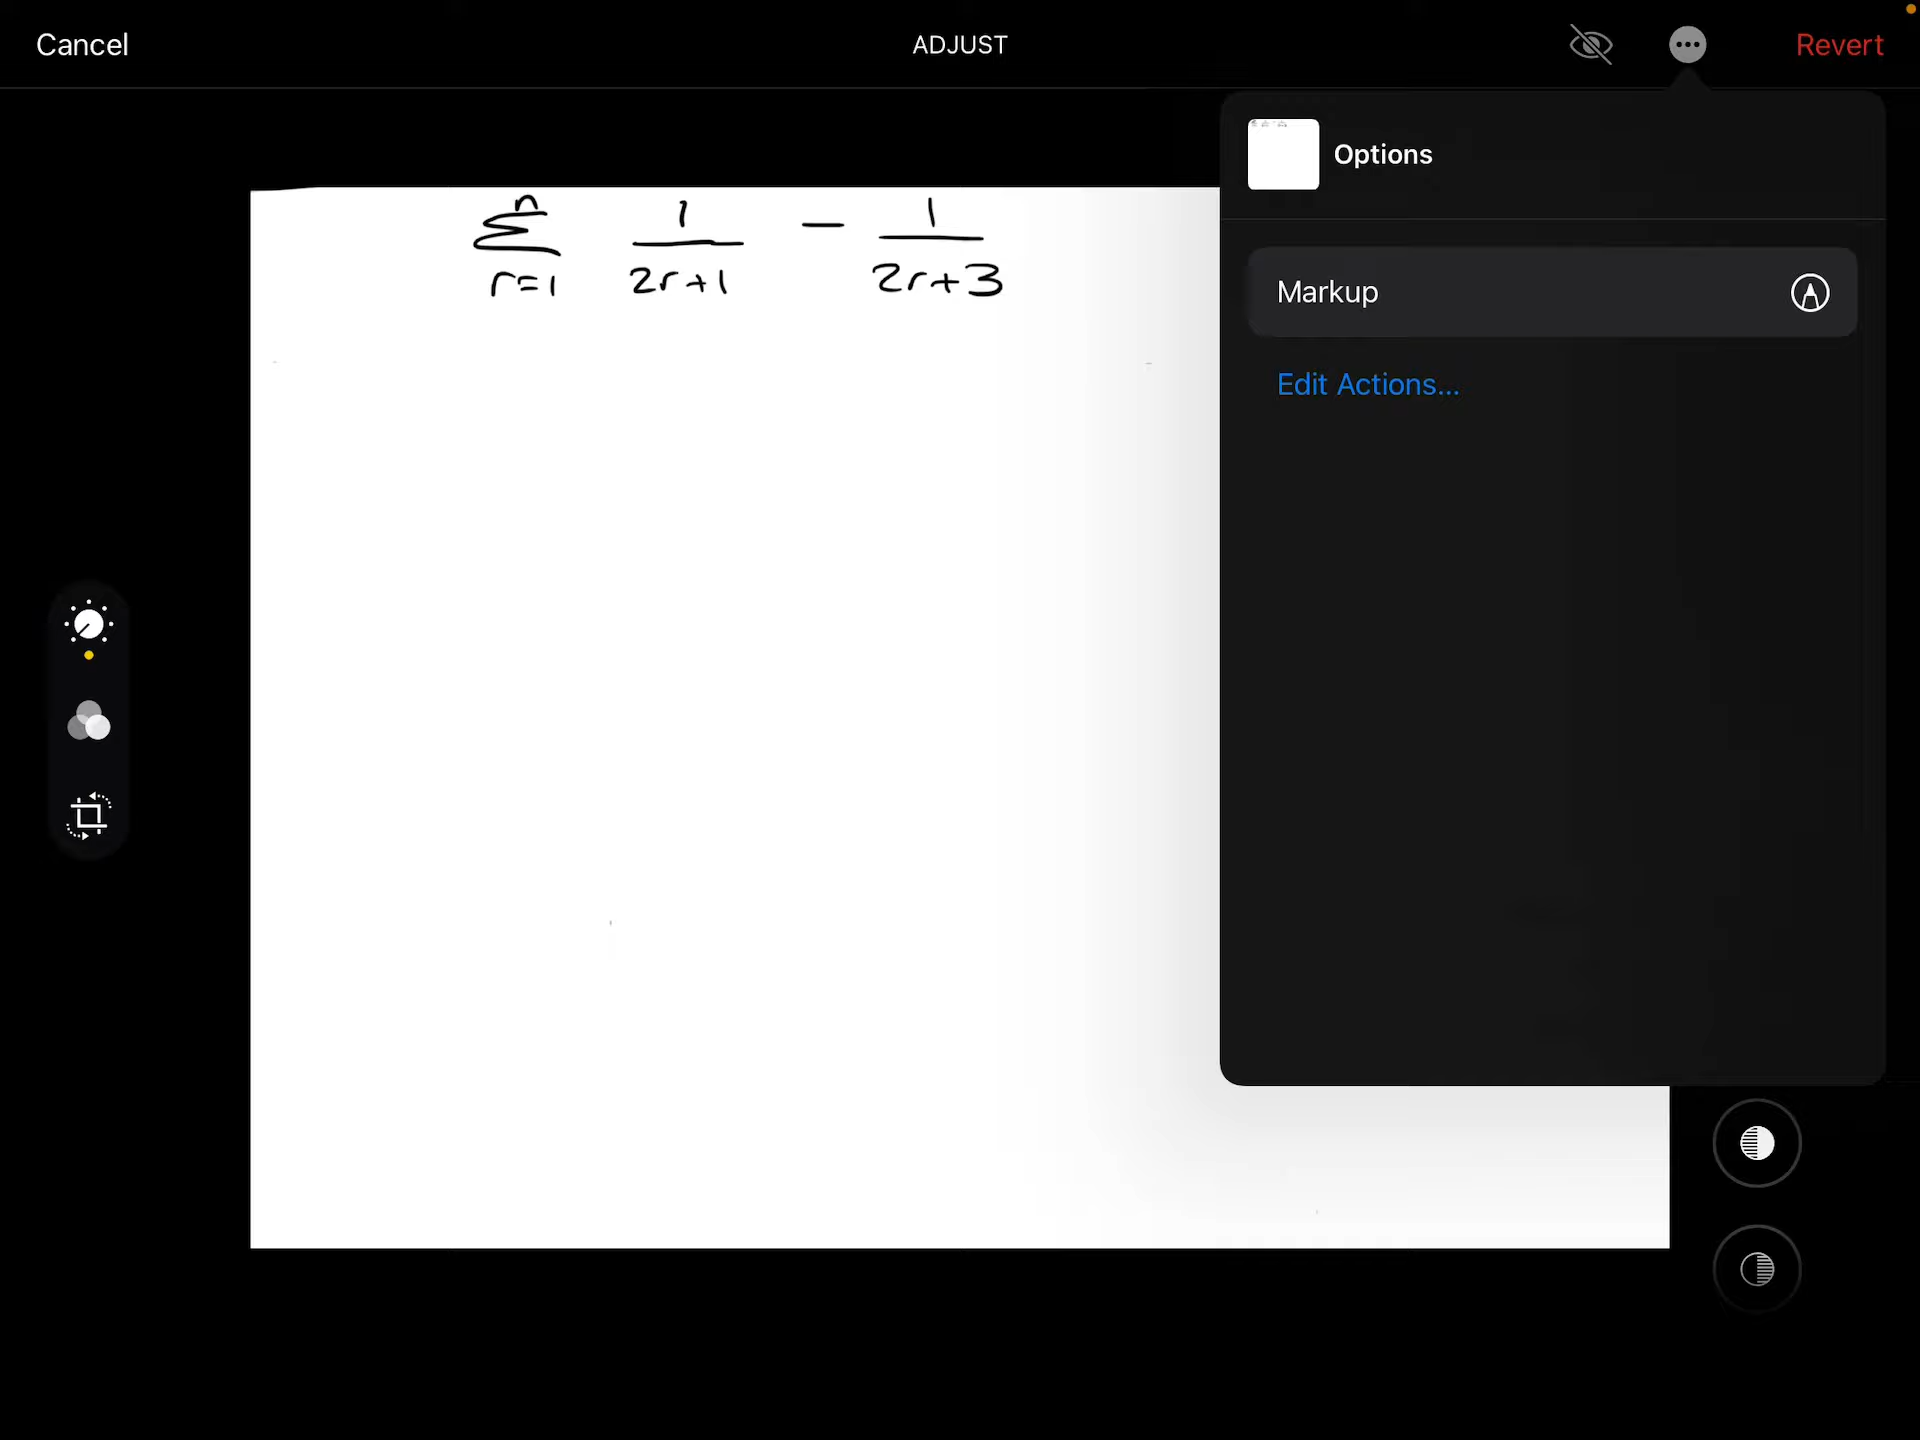 Cancel ADJUST Revert
Options
n
∑ 1 - 1
r=1 2r+1 2r+3
Markup
Edit Actions...